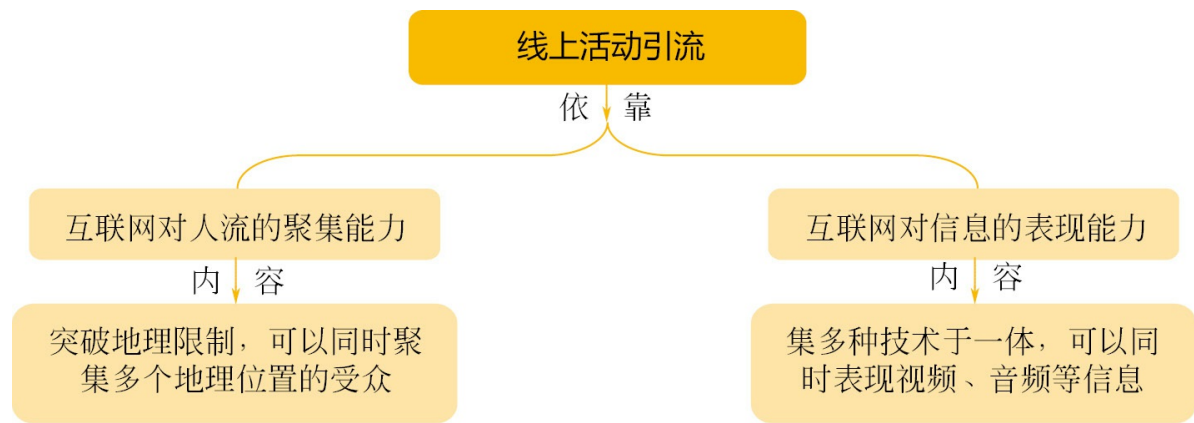 线上活动引流
依 靠
互联网对人流的聚集能力
互联网对信息的表现能力
内 容
内 容
突破地理限制，可以同时聚
集多个地理位置的受众
集多种技术于一体，可以同
时表现视频、音频等信息